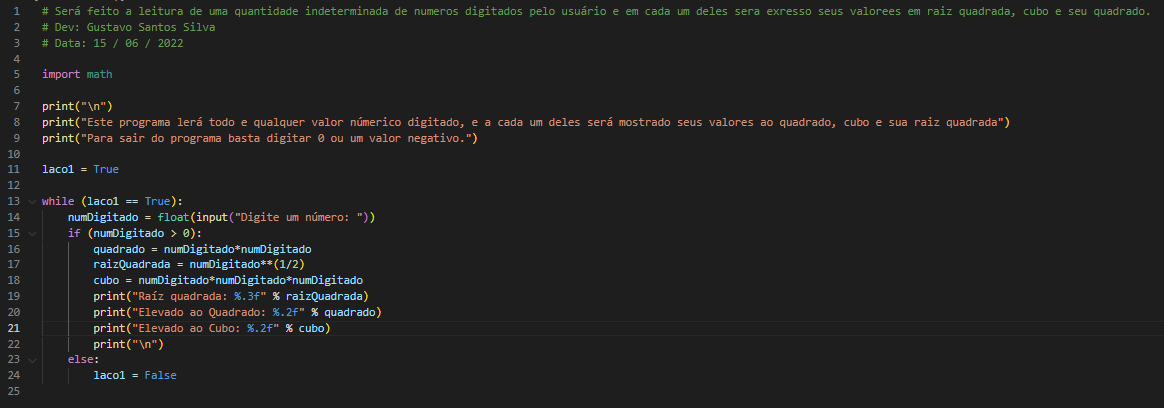 1 # Será feito a leitura de uma quantidade indeterminada de numeros digitados pelo usuário e em cada um deles sera exresso seus valorees em raiz quadrada, cubo e seu quadrado.
2 # Dev: Gustavo Santos Silva
3 # Data: 15 / 06 / 2022
4
5 import math
6
7 print("\n")
8 print("Este programa lerá todo e qualquer valor númerico digitado, e a cada um deles será mostrado seus valores ao quadrado, cubo e sua raiz quadrada")
9 print("Para sair do programa basta digitar 0 ou um valor negativo.")
10
11 laco1 = True
12
13 while (laco1 == True):
14     numDigitado = float(input("Digite um número: "))
15     if (numDigitado > 0):
16         quadrado = numDigitado*numDigitado
17         raizQuadrada = numDigitado**(1/2)
18         cubo = numDigitado*numDigitado*numDigitado
19         print("Raíz quadrada: %.3f" % raizQuadrada)
20         print("Elevado ao Quadrado: %.2f" % quadrado)
21         print("Elevado ao Cubo: %.2f" % cubo)
22         print("\n")
23     else:
24         laco1 = False
25